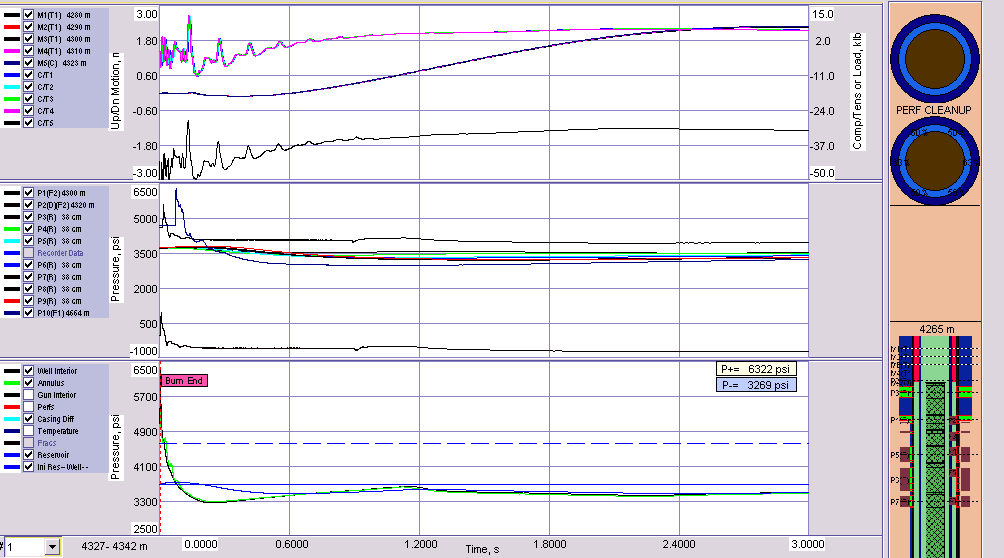 M1(T1) 4280 m
M2(T1) 4290 m
M3(T1) 4300 m
M4(T1) 4310 m
M5(C) 4323 m
C/T1
C/T2
C/T3
C/T4
C/T5
Up/Dn Motion, n
3.00
1.80
0.60
-0.60
-1.80
-3.00
15.0
2.0
-11.0
-24.0
-37.0
-50.0
Comp/Tens or Load, klb
P1(F2) 4300 m
P2(D)(F2) 4320 m
P3(R) 38 cm
P4(R) 38 cm
P5(R) 38 cm
Recorder Data
P6(R) 38 cm
P7(R) 38 cm
P8(R) 38 cm
P9(R) 38 cm
P10(F1) 4664 m
Pressure, psi
6500
5000
3500
2000
500
-1000
Well Interior
Annulus
Gun Interior
Perfs
Casing Diff
Temperature
Fracs
Reservoir
Ini Res--Well--
Pressure, psi
6500
5700
4900
4100
3300
2500
Burn End
P+= 6322 psi
P-= 3269 psi
1
4327- 4342 m
0.0000
0.6000
1.2000
Time, s
1.8000
2.4000
3.0000
PERF CLEANUP
4265 m